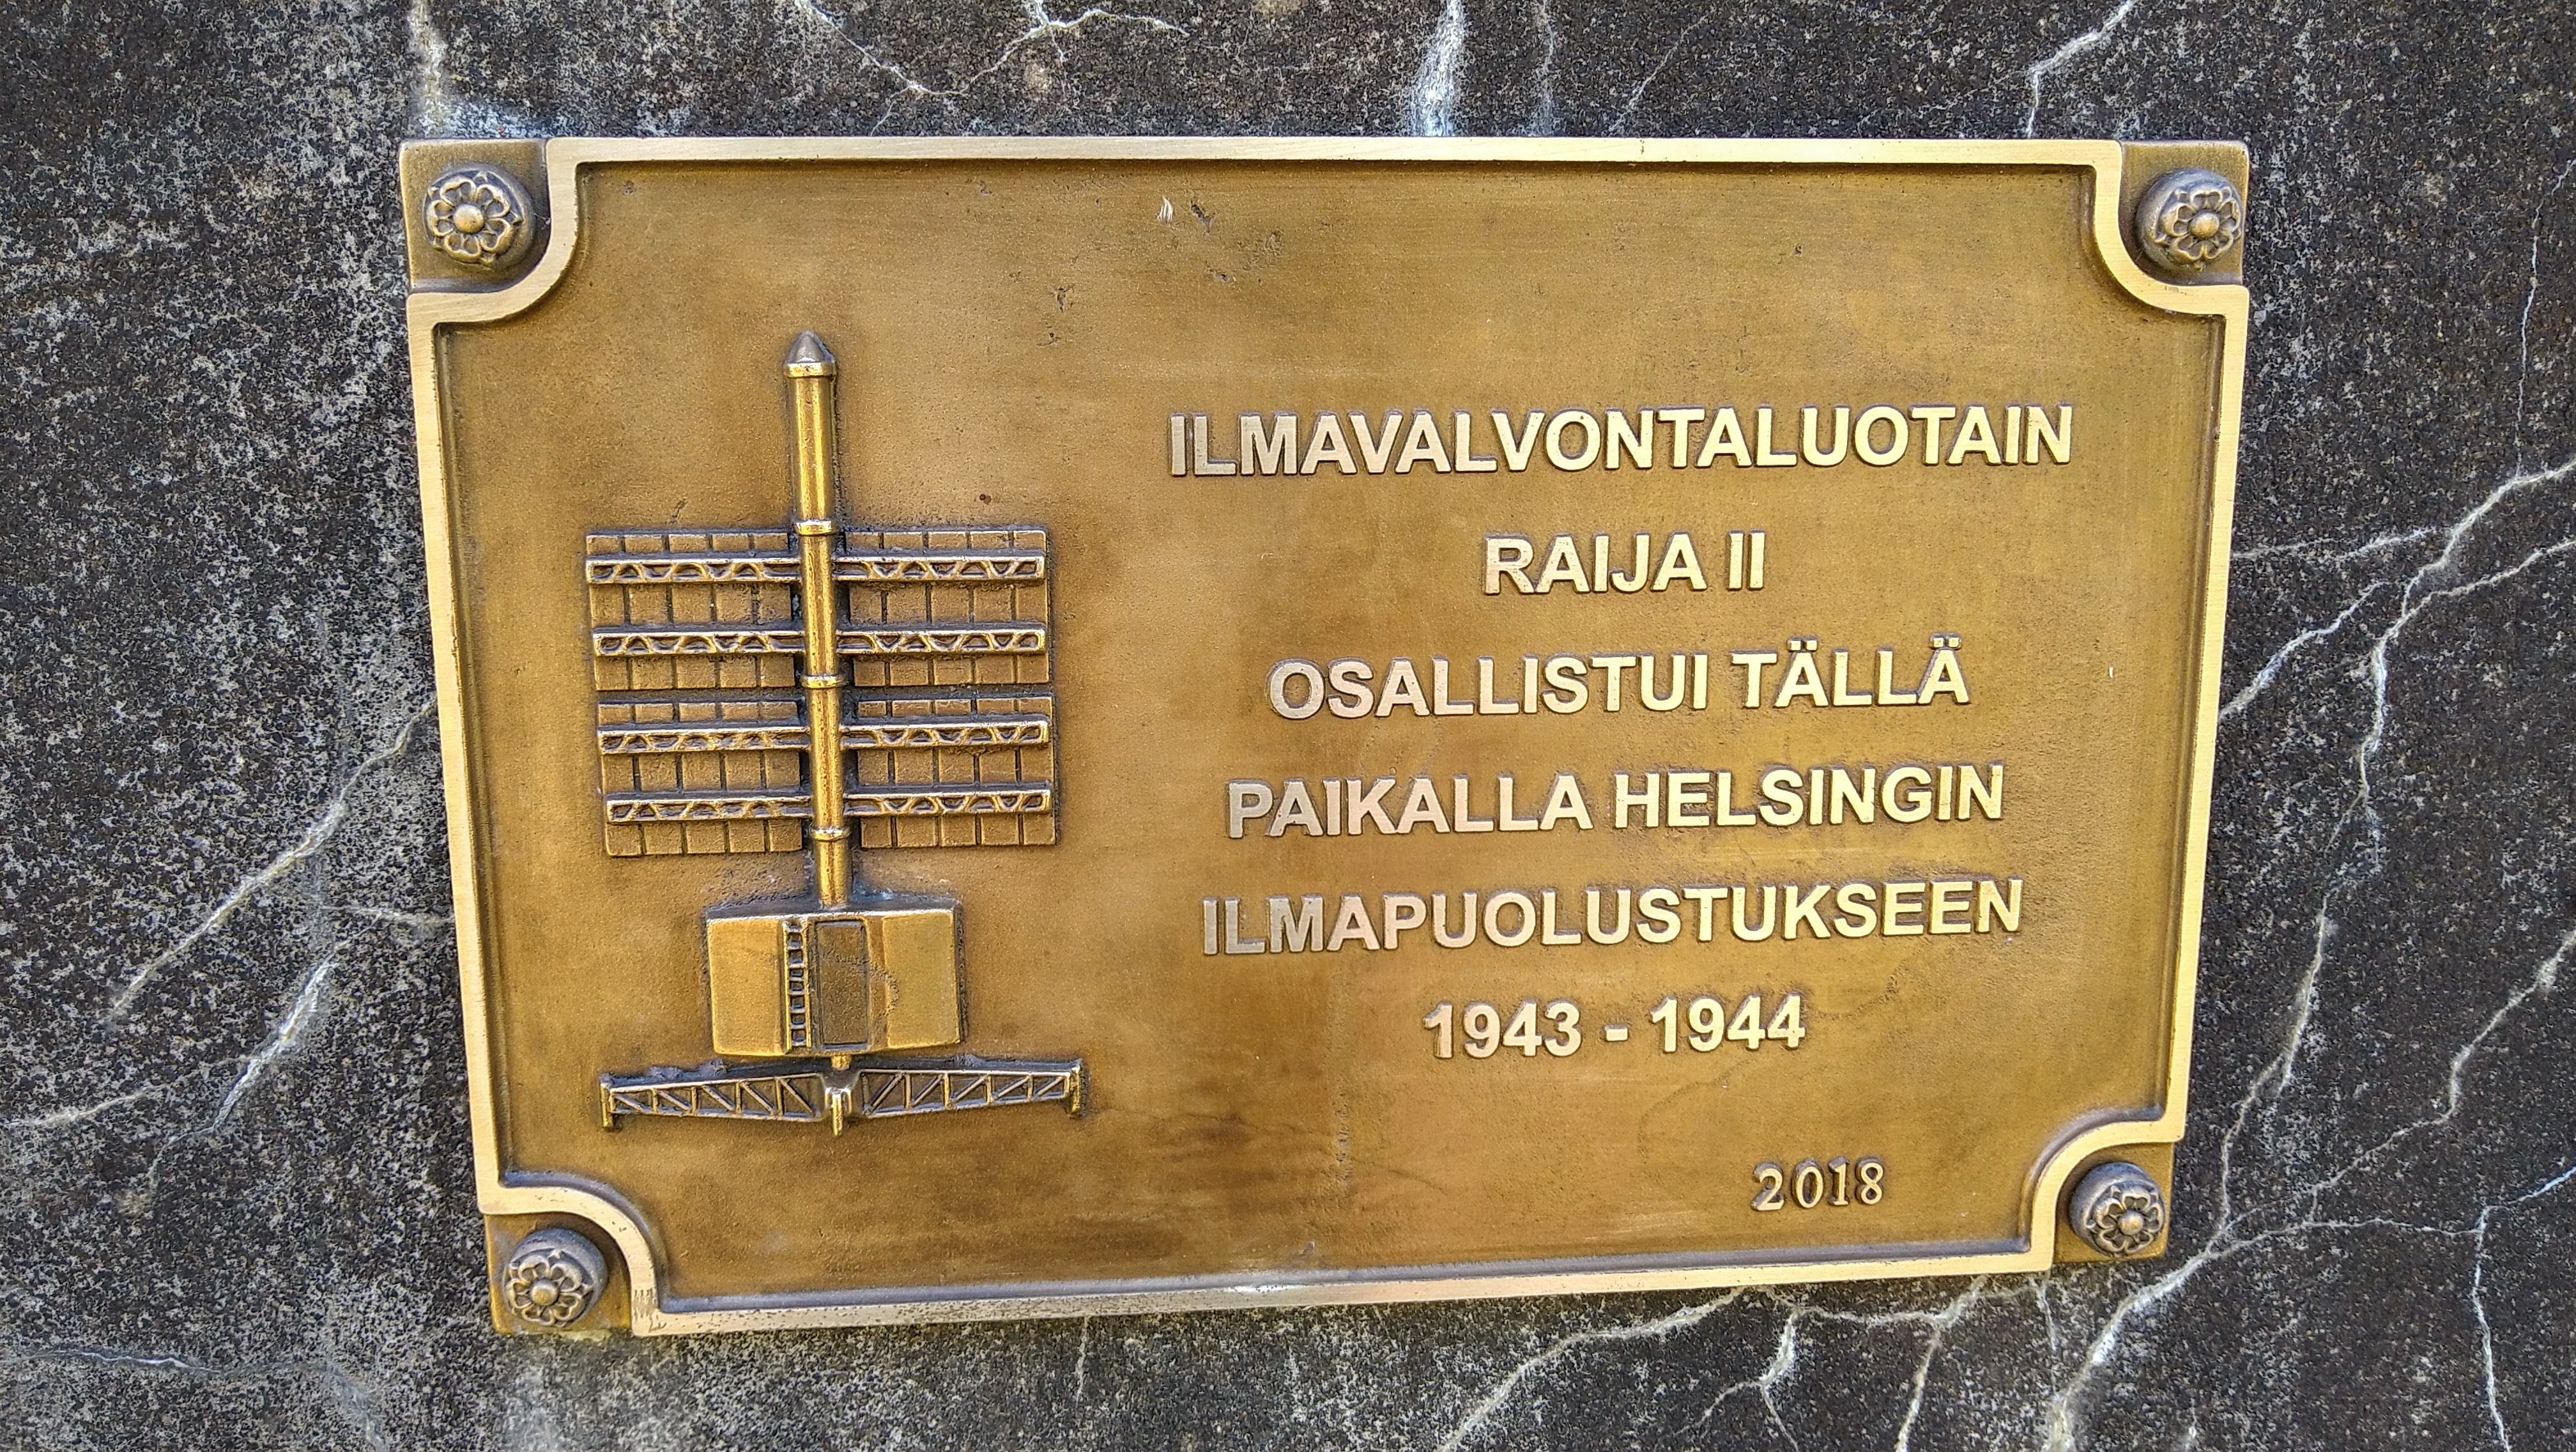 ILMAVALVONTALUOTAIN
RAIJA II
OSALLISTUI TÄLLÄ
PAIKALLA HELSINGIN
ILMAPUOLUSTUKSEEN
1943 - 1944
2018